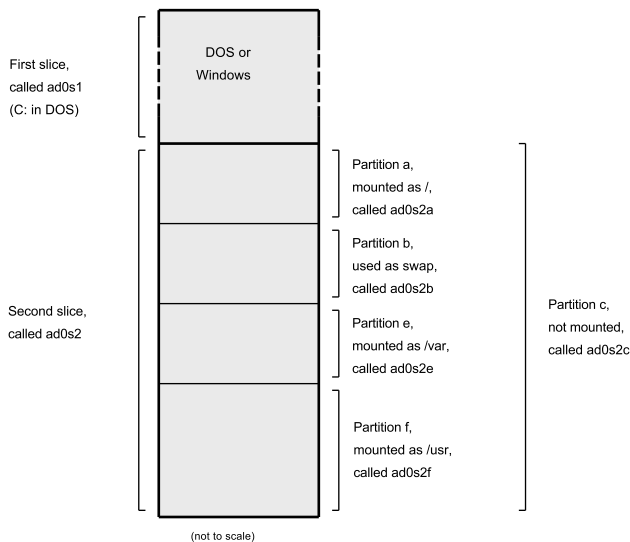 First slice,
called ad0s1
(C: in DOS)
DOS or
Windows
Second slice,
called ad0s2
Partition a,
mounted as /,
called ad0s2a
Partition b,
used as swap,
called ad0s2b
Partition e,
mounted as /var,
called ad0s2e
Partition f,
mounted as /usr,
called ad0s2f
Partition c,
not mounted,
called ad0s2c
(not to scale)